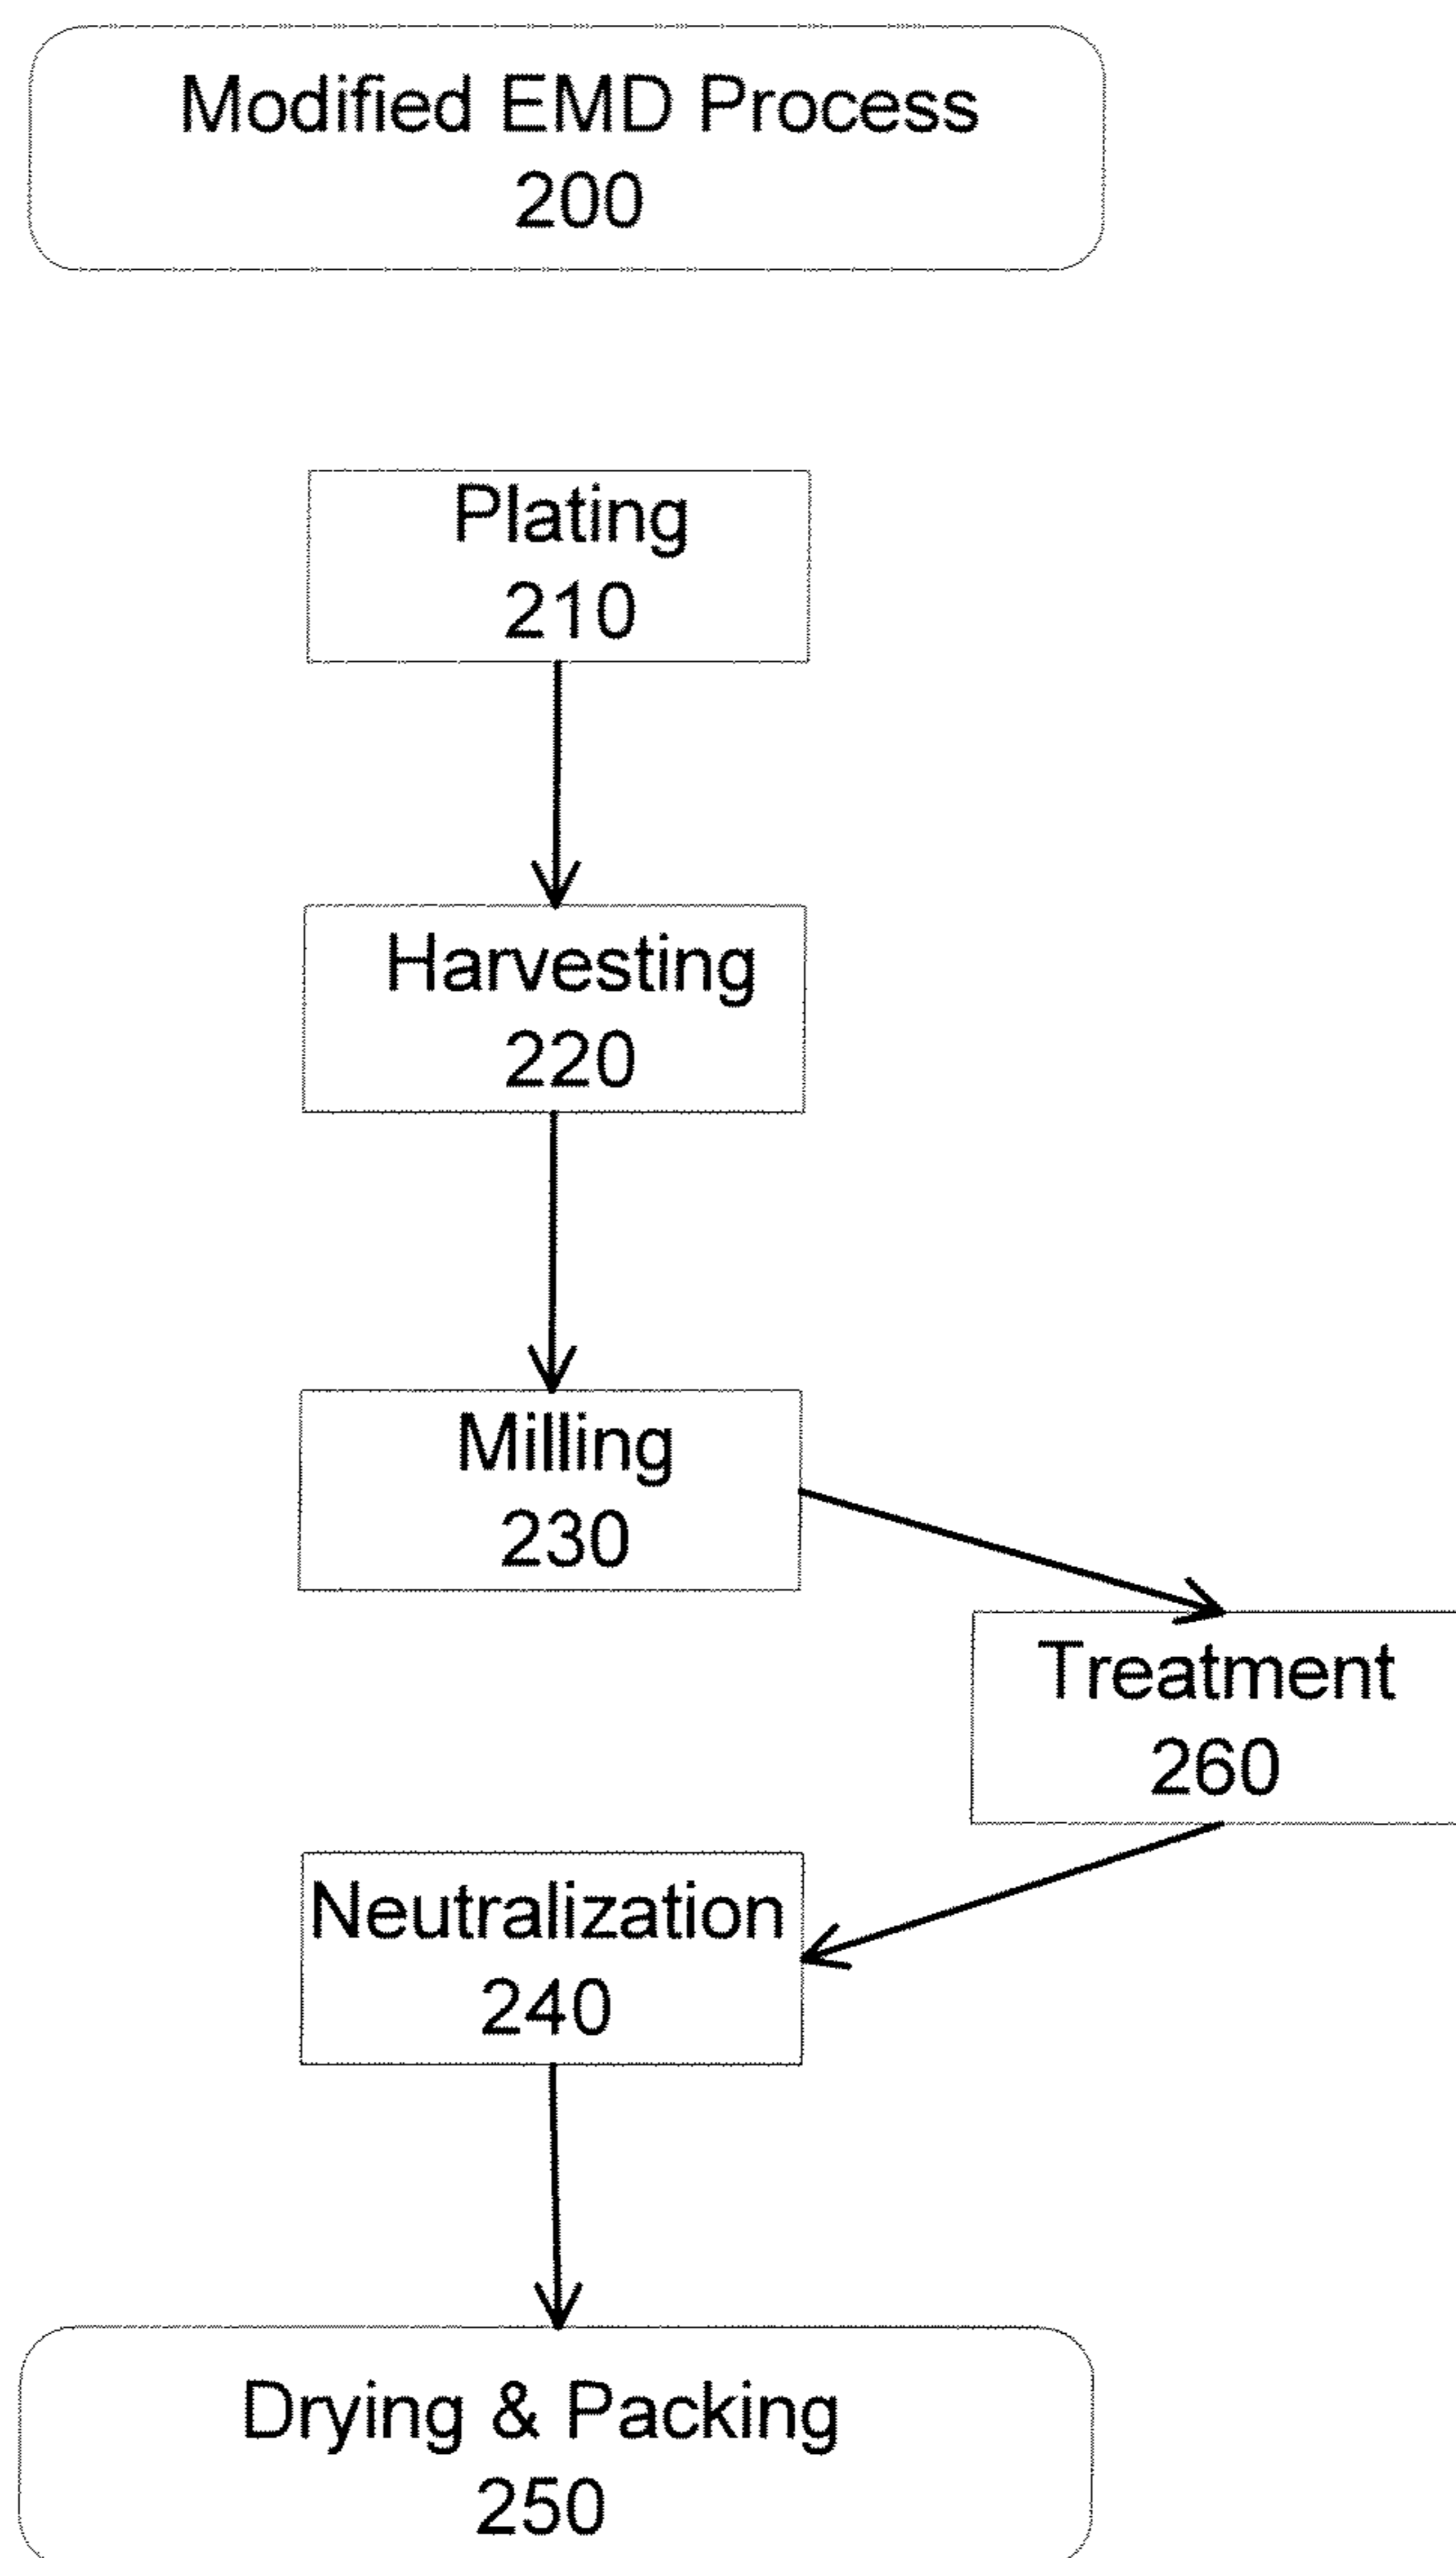 Modified EMD Process
200
Plating
210
Harvesting
220
Milling
230
Treatment
260
Neutralization
240
Drying & Packing
250